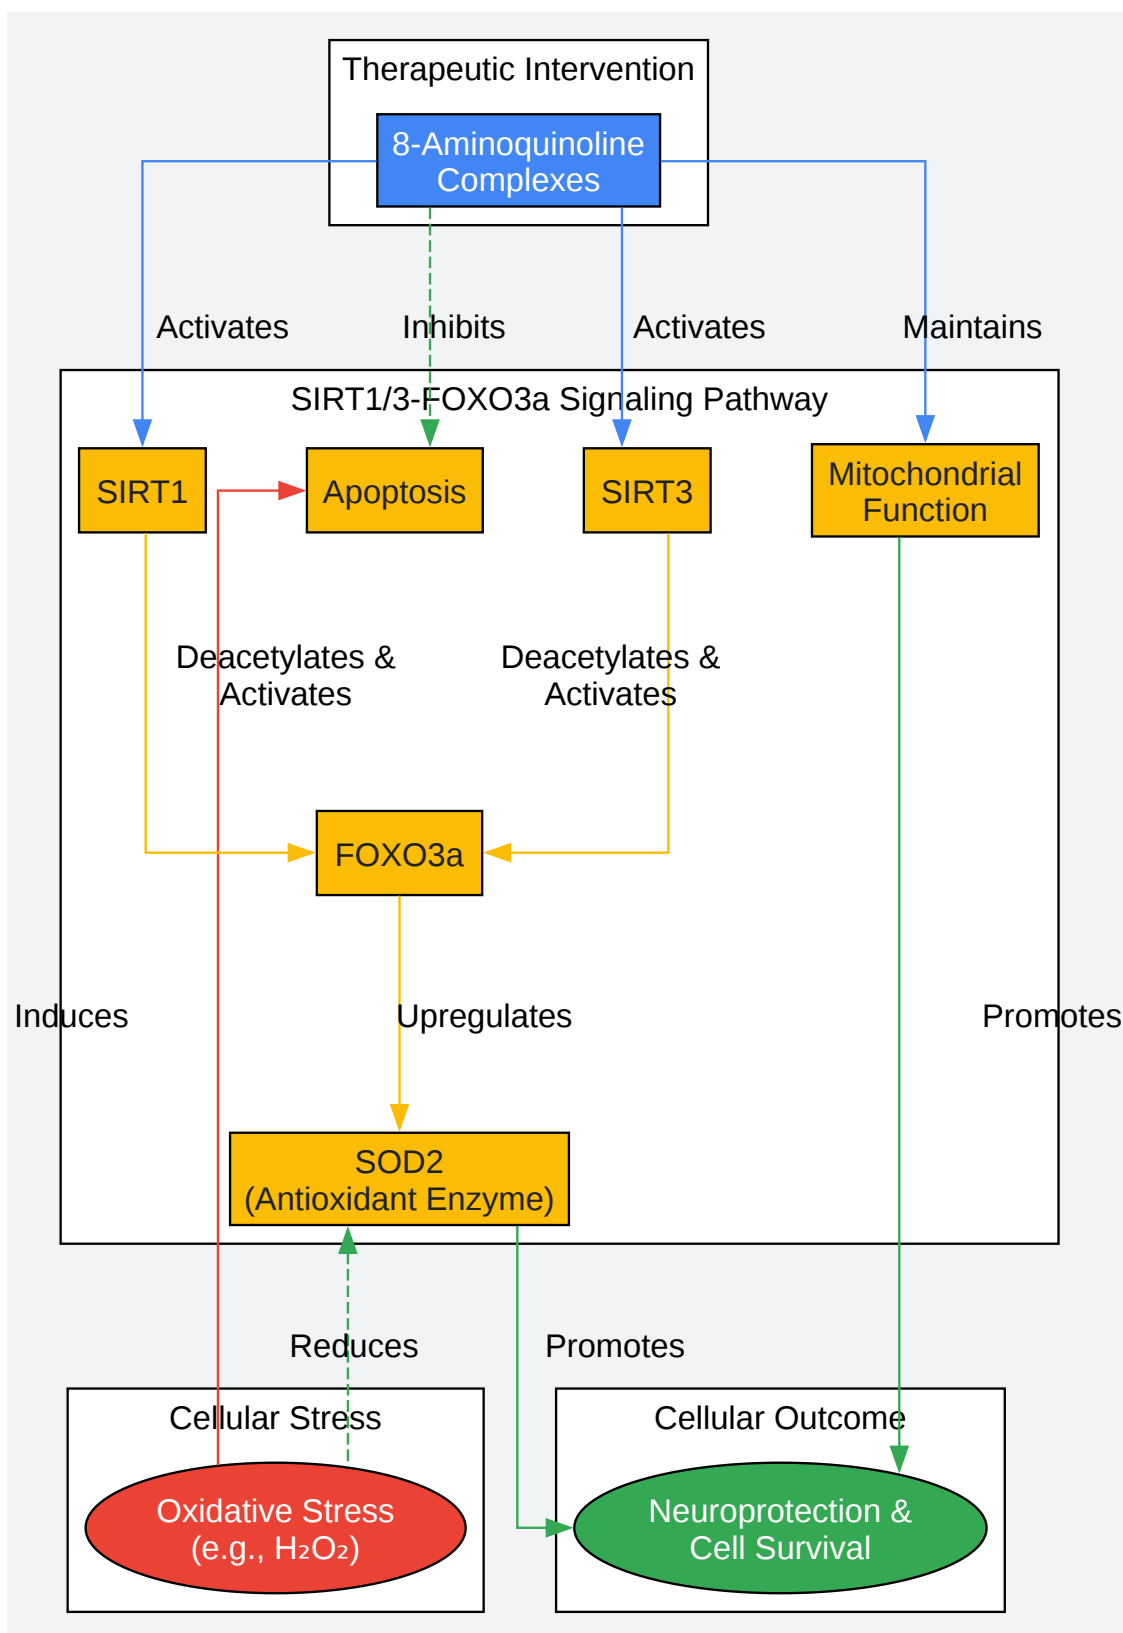 Therapeutic Intervention
8-Aminoquinoline
Complexes
Activates
Inhibits
Activates
Maintains
SIRT1/3-FOXO3a Signaling Pathway
SIRT1
Apoptosis
SIRT3
Mitochondrial
Function
Deacetylates &
Activates
Deacetylates &
Activates
FOXO3a
Induces
Upregulates
Promotes
SOD2
(Antioxidant Enzyme)
Reduces
Promotes
Cellular Stress
Cellular Outcome
Oxidative Stress
(e.g., H₂O₂)
Neuroprotection &
Cell Survival